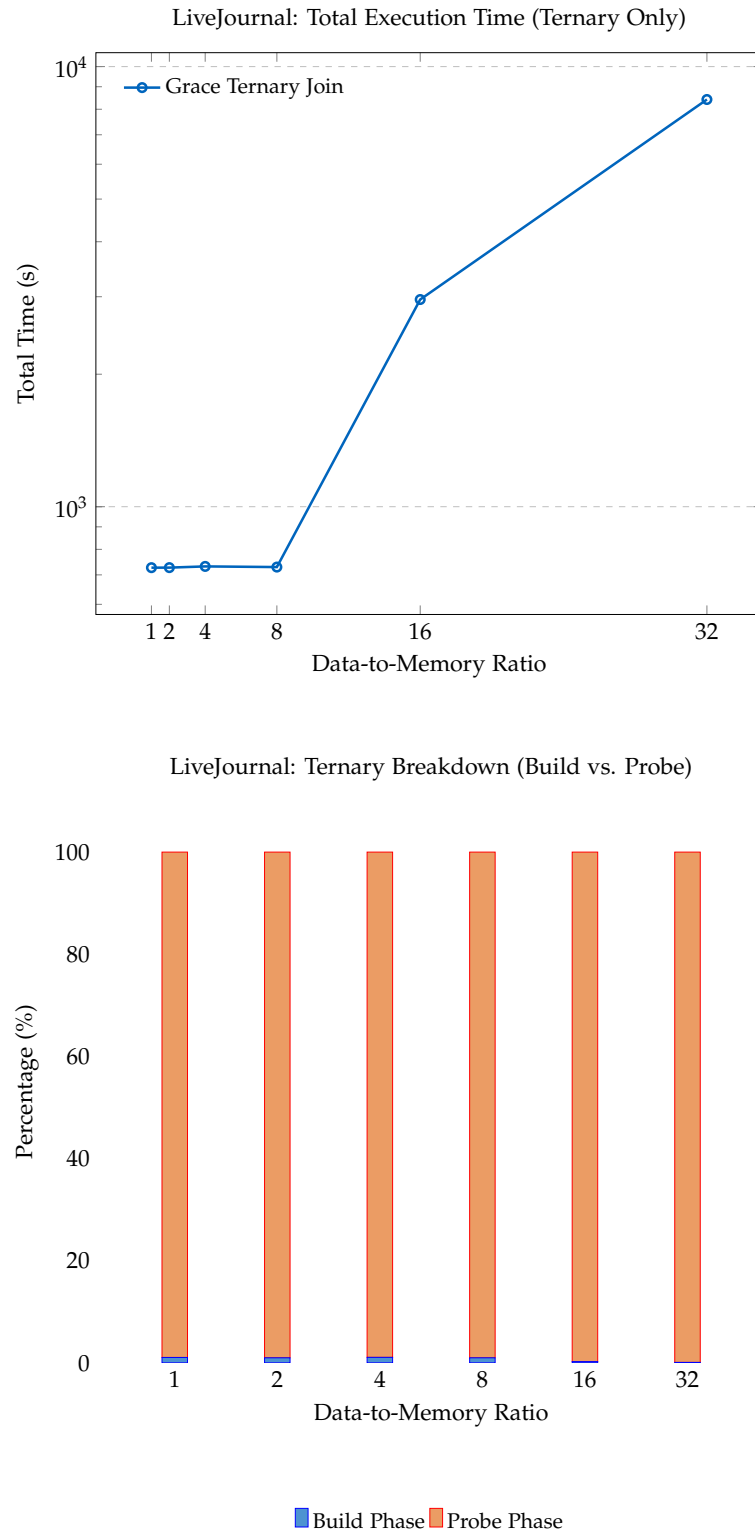 LiveJournal: Total Execution Time (Ternary Only)
10^4
Grace Ternary Join
Total Time (s)
10^3
1 2 4 8 16 32
Data-to-Memory Ratio
LiveJournal: Ternary Breakdown (Build vs. Probe)
100
80
60
Percentage (%)
40
20
0
1 2 4 8 16 32
Data-to-Memory Ratio
Build Phase Probe Phase